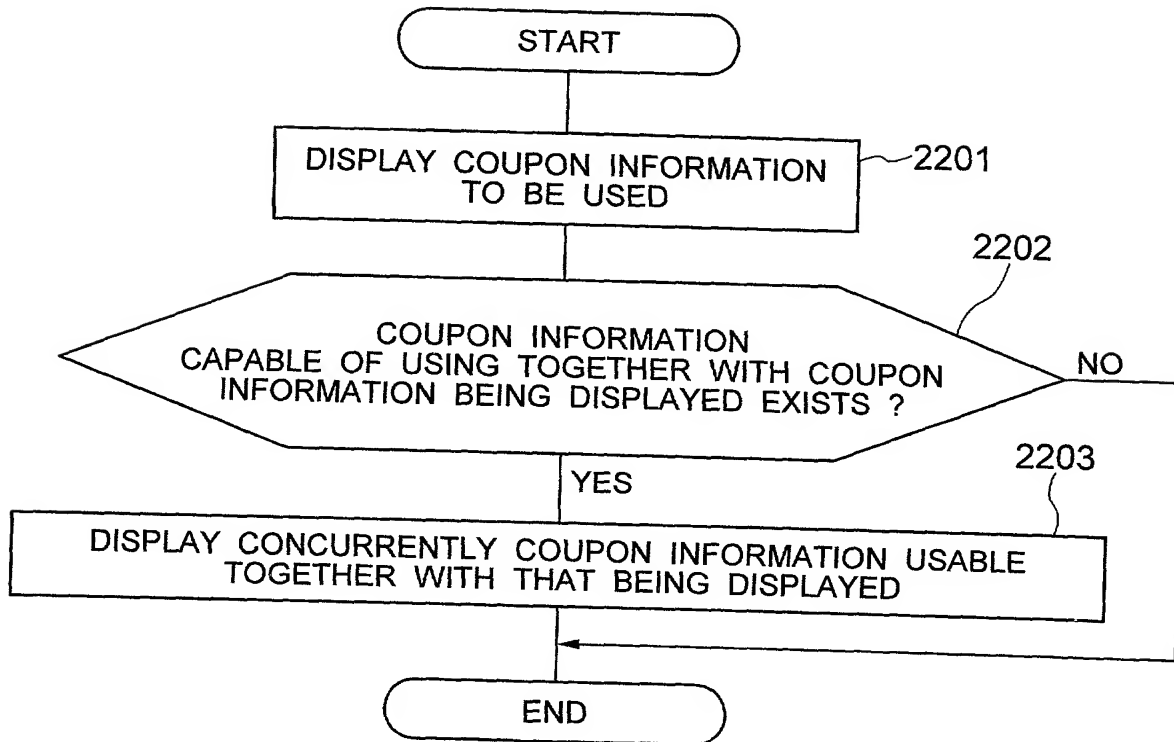 START
DISPLAY COUPON INFORMATION
TO BE USED
2201
2202
COUPON INFORMATION
CAPABLE OF USING TOGETHER WITH COUPON
INFORMATION BEING DISPLAYED EXISTS ?
NO
YES
2203
DISPLAY CONCURRENTLY COUPON INFORMATION USABLE
TOGETHER WITH THAT BEING DISPLAYED
END